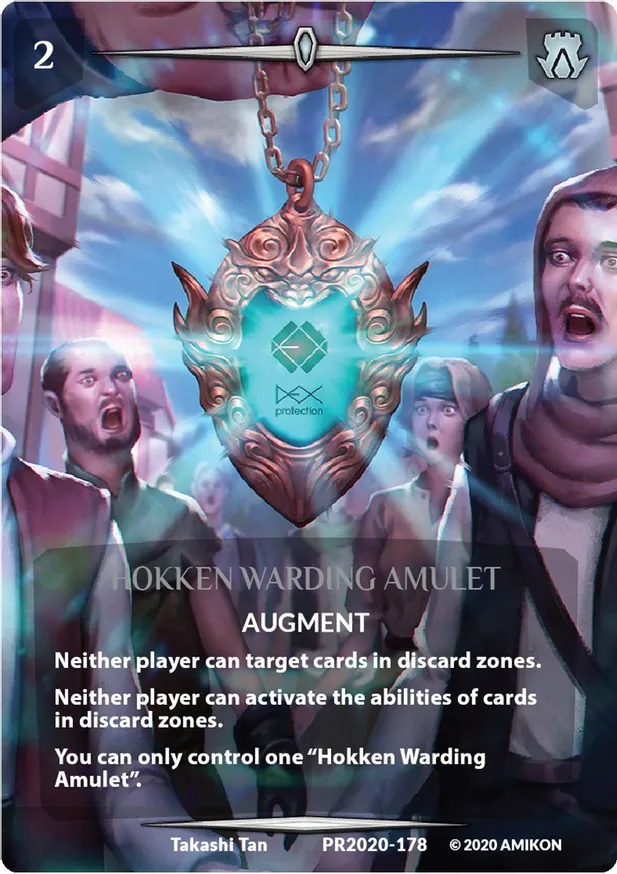 2
DEX
protection
HOKKEN WARDING AMULET
AUGMENT
Neither player can target cards in discard zones.
Neither player can activate the abilities of cards
in discard zones.
You can only control one “Hokken Warding
Amulet”.
Takashi Tan PR2020-178 © 2020 AMIKON